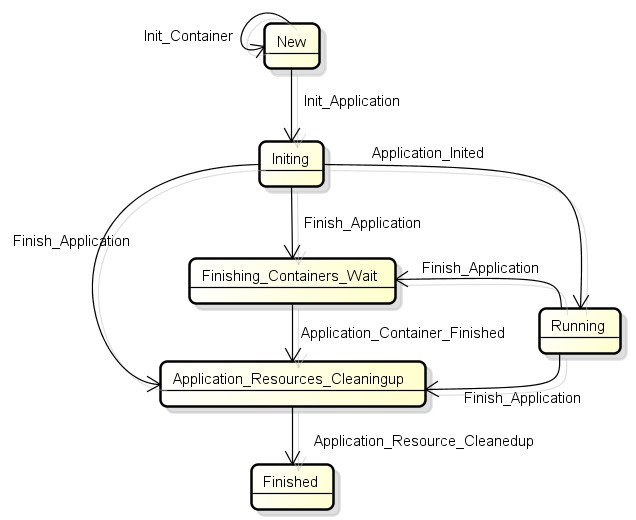 Init_Container
New
Init_Application
Initing
Application_Inited
Finish_Application
Finish_Application
Finishing_Containers_Wait
Finish_Application
Running
Application_Container_Finished
Application_Resources_Cleaningup
Finish_Application
Application_Resource_Cleanedup
Finished